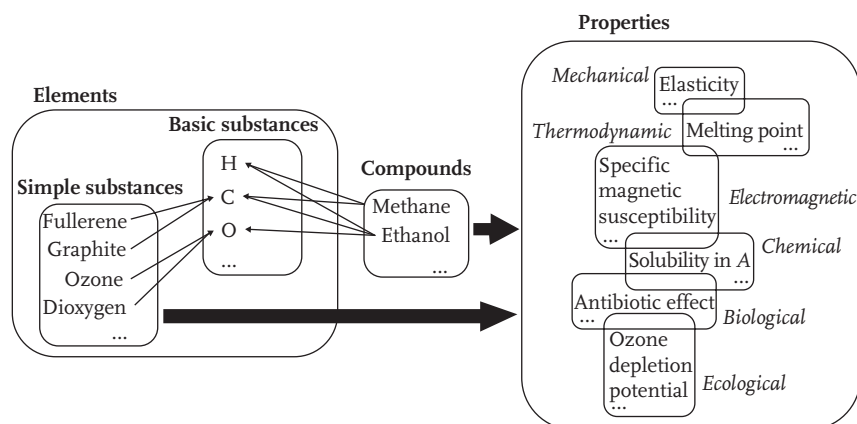 Elements
Basic substances
H
C
O
...
Simple substances
Fullerene
Graphite
Ozone
Dioxygen
...
Compounds
Methane
Ethanol
...
Properties
Mechanical
Elasticity
...
Thermodynamic
Melting point
...
Specific
magnetic
susceptibility
...
Electromagnetic
Chemical
Solubility in A
...
Antibiotic effect
...
Biological
Ozone
depletion
potential
...
Ecological